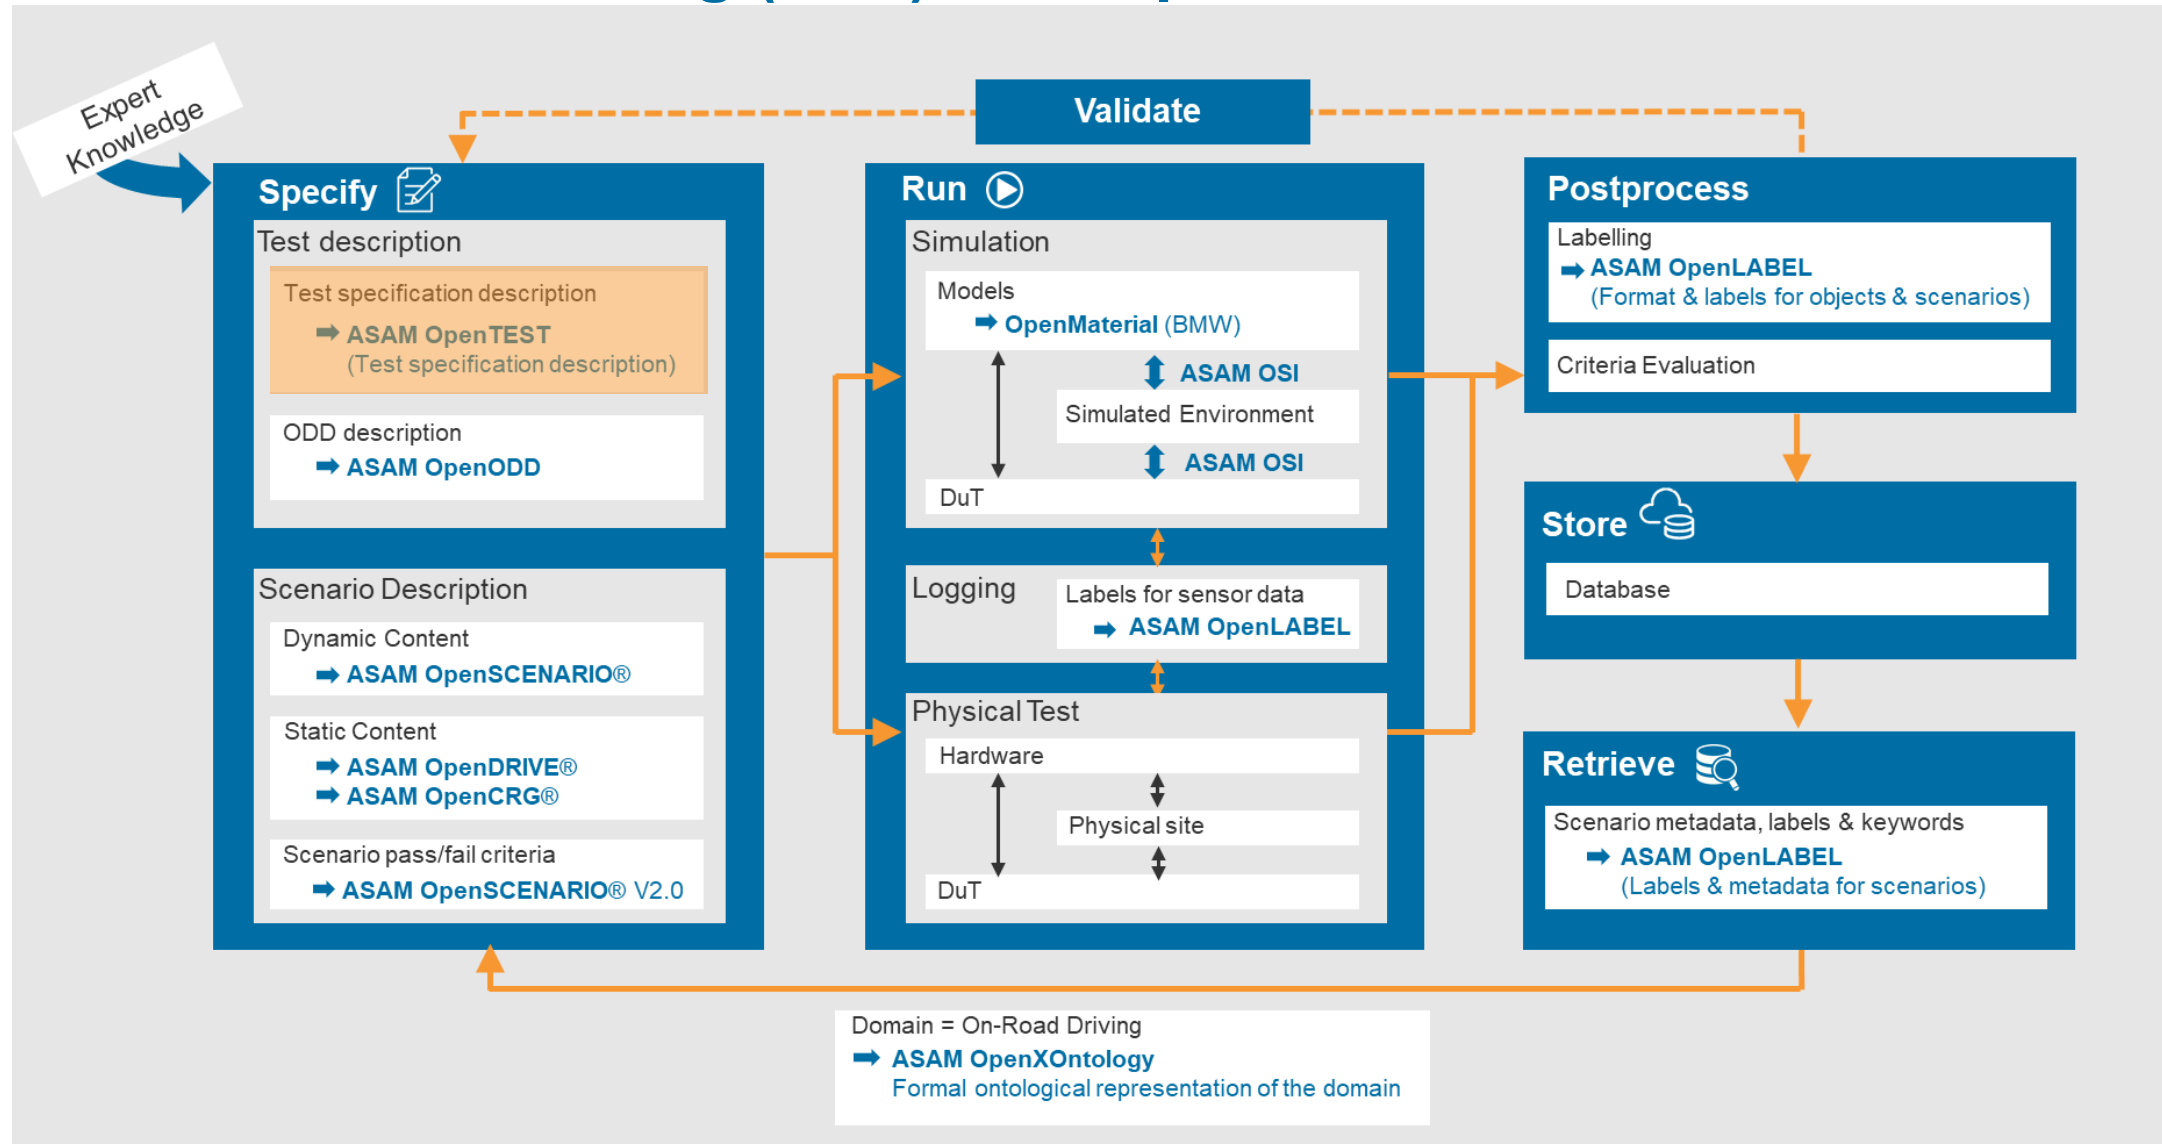 Expert
Knowledge
Validate
Specify
Test description
Test specification description
ASAM OpenTEST
(Test specification description)
ODD description
ASAM OpenODD
Scenario Description
Dynamic Content
ASAM OpenSCENARIO®
Static Content
ASAM OpenDRIVE®
ASAM OpenCRG®
Scenario pass/fail criteria
ASAM OpenSCENARIO® V2.0
Run
Simulation
Models
OpenMaterial (BMW)
ASAM OSI
Simulated Environment
ASAM OSI
DuT
Logging
Labels for sensor data
ASAM OpenLABEL
Physical Test
Hardware
Physical site
DuT
Postprocess
Labelling
ASAM OpenLABEL
(Format & labels for objects & scenarios)
Criteria Evaluation
Store
Database
Retrieve
Scenario metadata, labels & keywords
ASAM OpenLABEL
(Labels & metadata for scenarios)
Domain = On-Road Driving
ASAM OpenXOntology
Formal ontological representation of the domain